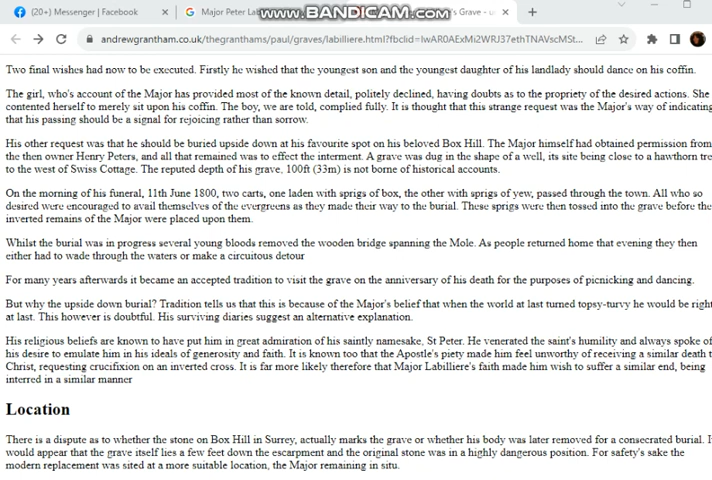 (20+) Messenger | Facebook
Major Peter Lab
www.BANDICAM.com
's Grave - u
andrewgrantham.co.uk/thegranthams/paul/graves/labilliere.html?fbclid=IwAR0AExMi2WRJ37ethTNAVscMSt...
Two final wishes had now to be executed. Firstly he wished that the youngest son and the youngest daughter of his landlady should dance on his coffin.
The girl, who's account of the Major has provided most of the known detail, politely declined, having doubts as to the propriety of the desired actions. She
contented herself to merely sit upon his coffin. The boy, we are told, complied fully. It is thought that this strange request was the Major's way of indicating
that his passing should be a signal for rejoicing rather than sorrow.
His other request was that he should be buried upside down at his favourite spot on his beloved Box Hill. The Major himself had obtained permission from
the then owner Henry Peters, and all that remained was to effect the interment. A grave was dug in the shape of a well, its site being close to a hawthorn tre
to the west of Swiss Cottage. The reputed depth of his grave, 100ft (33m) is not borne of historical accounts.
On the morning of his funeral, 11th June 1800, two carts, one laden with sprigs of box, the other with sprigs of yew, passed through the town. All who so
desired were encouraged to avail themselves of the evergreens as they made their way to the burial. These sprigs were then tossed into the grave before the
inverted remains of the Major were placed upon them.
Whilst the burial was in progress several young bloods removed the wooden bridge spanning the Mole. As people returned home that evening they then
either had to wade through the waters or make a circuitous detour
For many years afterwards it became an accepted tradition to visit the grave on the anniversary of his death for the purposes of picnicking and dancing.
But why the upside down burial? Tradition tells us that this is because of the Major's belief that when the world at last turned topsy-turvy he would be righ
at last. This however is doubtful. His surviving diaries suggest an alternative explanation.
His religious beliefs are known to have put him in great admiration of his saintly namesake, St Peter. He venerated the saint's humility and always spoke of
his desire to emulate him in his ideals of generosity and faith. It is known too that the Apostle's piety made him feel unworthy of receiving a similar death t
Christ, requesting crucifixion on an inverted cross. It is far more likely therefore that Major Labilliere's faith made him wish to suffer a similar end, being
interred in a similar manner
Location
There is a dispute as to whether the stone on Box Hill in Surrey, actually marks the grave or whether his body was later removed for a consecrated burial. I
would appear that the grave itself lies a few feet down the escarpment and the original stone was in a highly dangerous position. For safety's sake the
modern replacement was sited at a more suitable location, the Major remaining in situ.